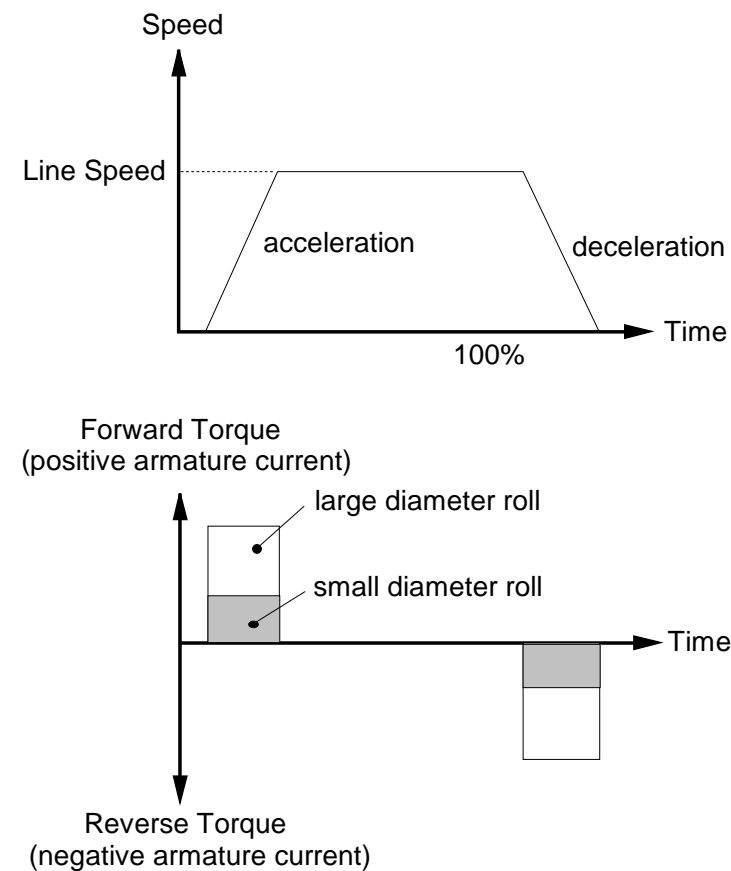 Speed
Line Speed
acceleration
deceleration
Time
100%
Forward Torque
(positive armature current)
large diameter roll
small diameter roll
Time
Reverse Torque
(negative armature current)